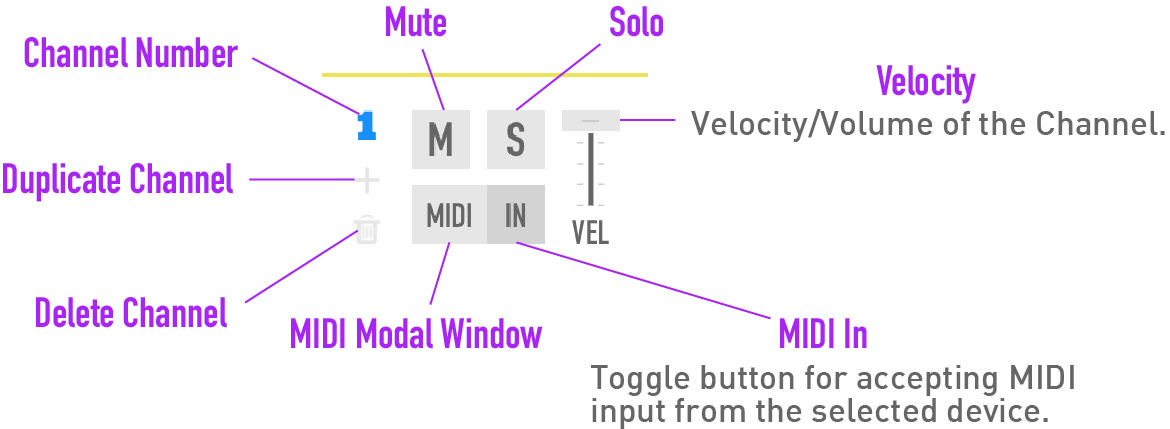 Mute
Solo
Channel Number
Velocity
Velocity/Volume of the Channel.
1
M
S
Duplicate Channel
MIDI
IN
VEL
Delete Channel
MIDI Modal Window
MIDI In
Toggle button for accepting MIDI
input from the selected device.